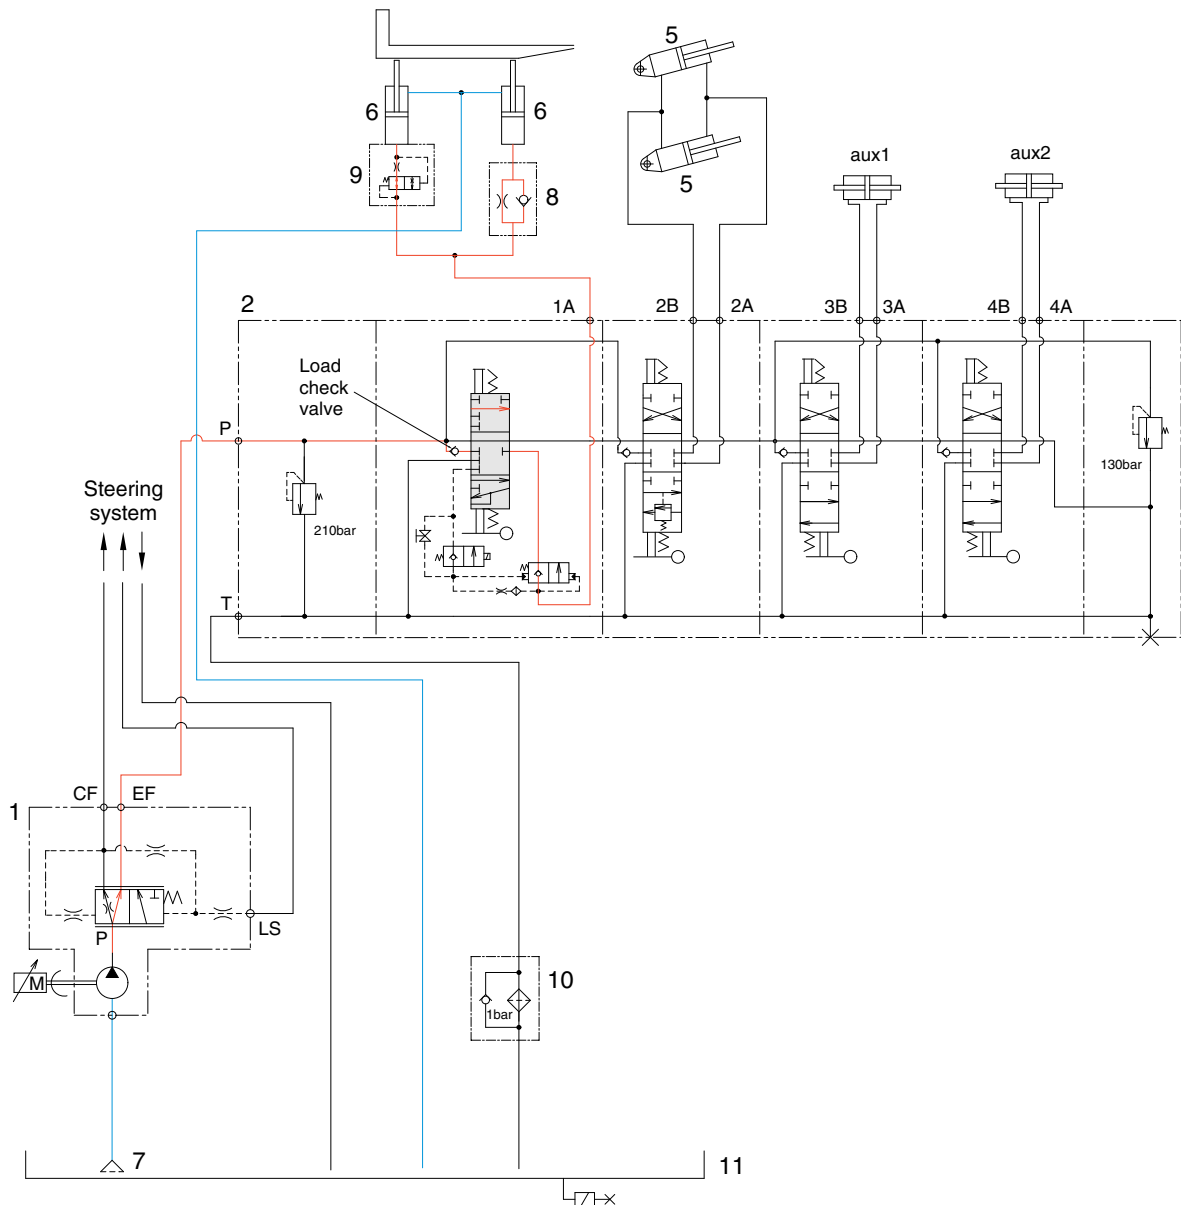 5
6
6
9
8
5
aux1
aux2
2
1A
2B
2A
3B
3A
4B
4A
Load
check
valve
P
Steering
system
210bar
130bar
T
CF
EF
1
LS
P
M
10
1bar
7
11